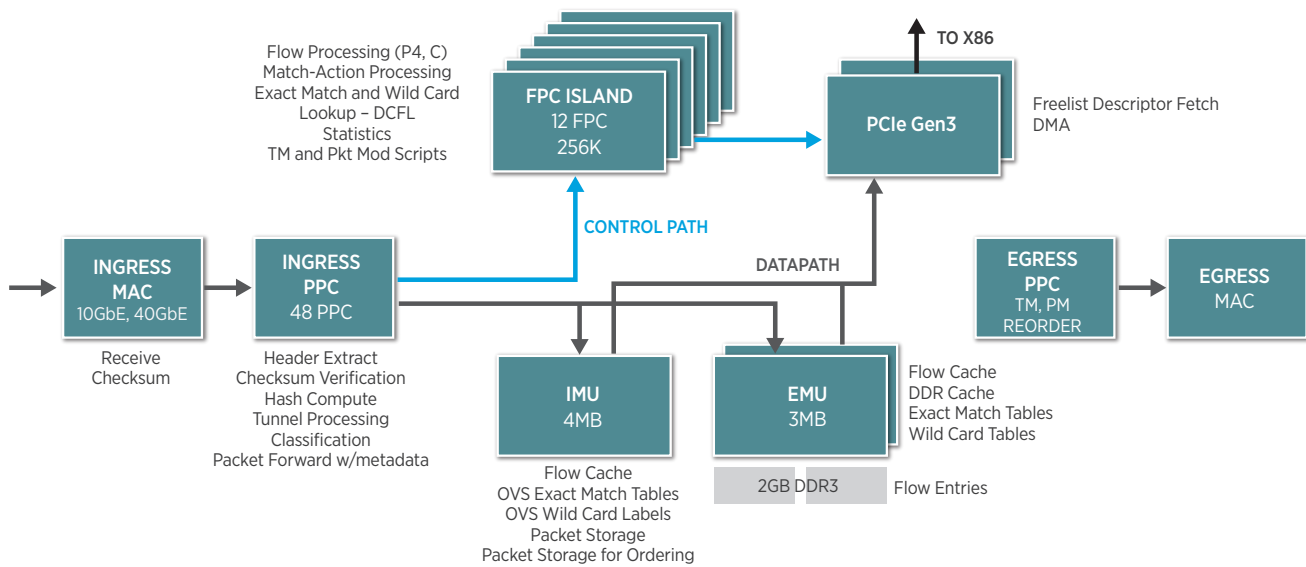 TO X86
Flow Processing (P4, C)
Match-Action Processing
Exact Match and Wild Card
Lookup – DCFL
Statistics
TM and Pkt Mod Scripts
FPC ISLAND
12 FPC
256K
PCIe Gen3
Freelist Descriptor Fetch
DMA
CONTROL PATH
DATAPATH
INGRESS
MAC
10GbE, 40GbE
Receive
Checksum
INGRESS
PPC
48 PPC
Header Extract
Checksum Verification
Hash Compute
Tunnel Processing
Classification
Packet Forward w/metadata
EGRESS
PPC
TM, PM
REORDER
EGRESS
MAC
IMU
4MB
Flow Cache
OVS Exact Match Tables
OVS Wild Card Labels
Packet Storage
Packet Storage for Ordering
EMU
3MB
Flow Cache
DDR Cache
Exact Match Tables
Wild Card Tables
2GB DDR3
Flow Entries